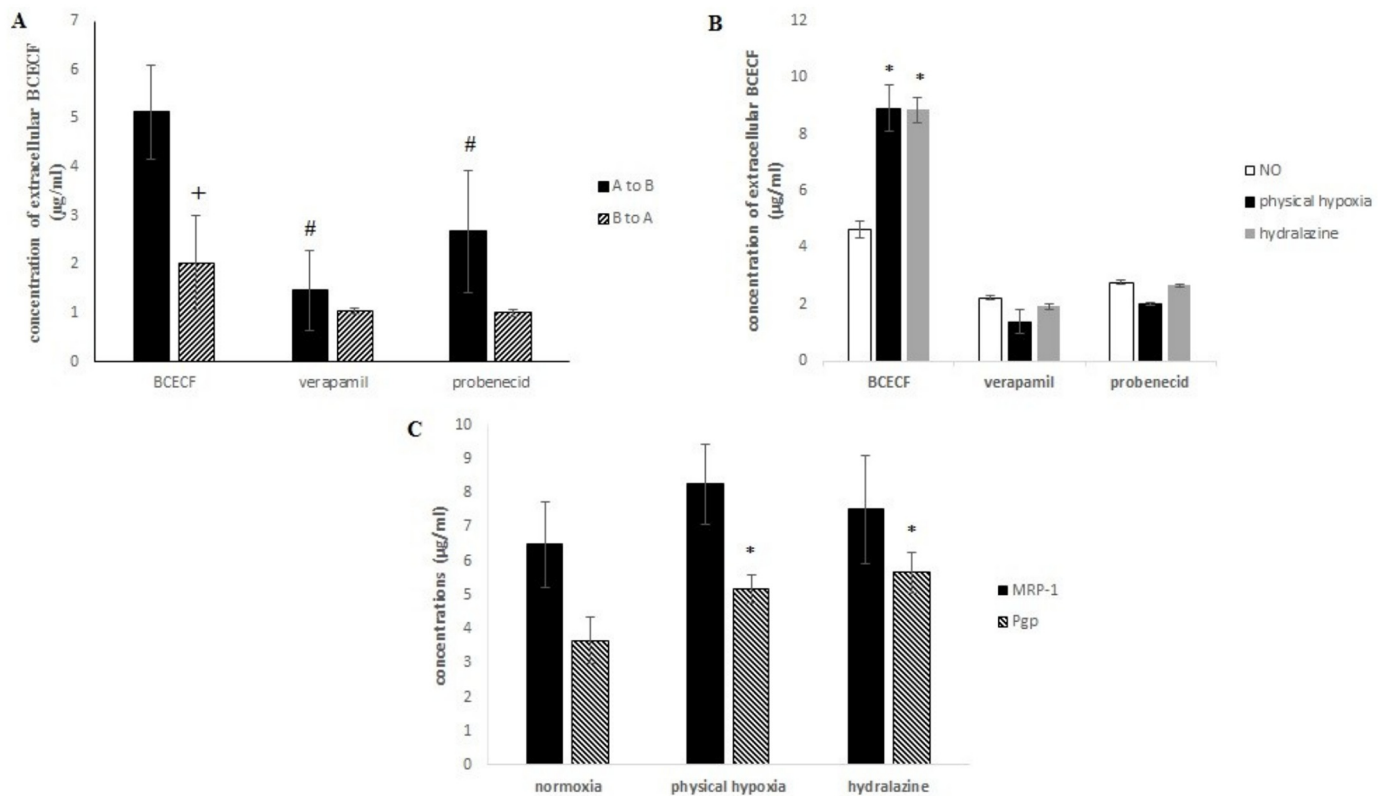 A
concentration of extracellular BCECF
(µg/ml)
7
6
5
4
3
2
1
0
+
#
#
BCECF
verapamil
probenecid
A to B
B to A
B
concentration of extracellular BCECF
(µg/ml)
12
10
8
6
4
2
0
*
*
BCECF
verapamil
probenecid
NO
physical hypoxia
hydralazine
C
concentrations (µg/ml)
10
9
8
7
6
5
4
3
2
1
0
*
*
normoxia
physical hypoxia
hydralazine
MRP-1
Pgp